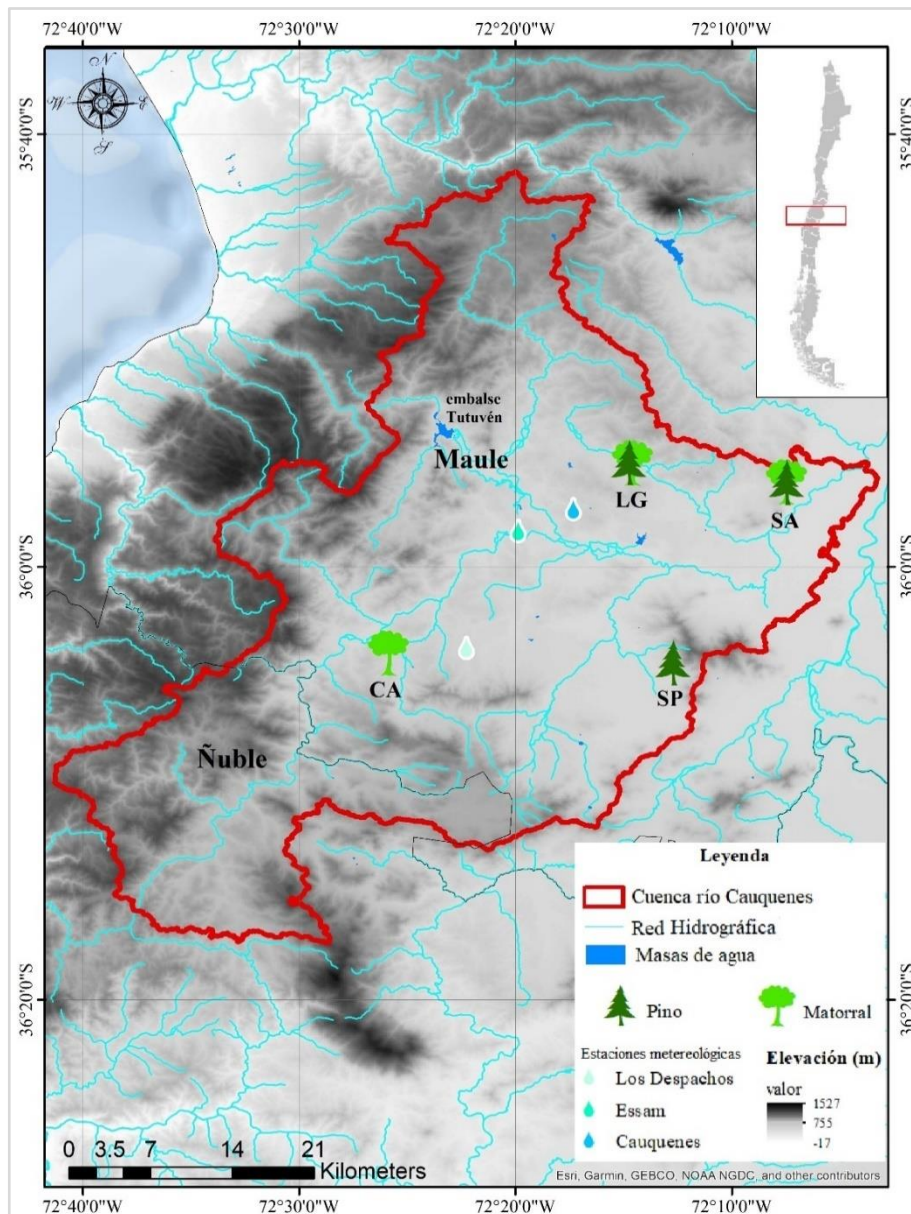 72°40'0"W
72°30'0"W
72°20'0"W
72°10'0"W
N
W
E
S
35°40'0"S
35°40'0"S
embalse
Tutuvén
Maule
LG
SA
36°0'0"S
36°0'0"S
CA
SP
Ñuble
Leyenda
Cuenca río Cauquenes
Red Hidrográfica
Masas de agua
Pino
Matorral
Estaciones metereológicas
Los Despachos
Essam
Cauquenes
Elevación (m)
valor
1527
755
-17
36°20'0"S
36°20'0"S
0 3.5 7 14 21
Kilometers
Esri, Garmin, GEBCO, NOAA NGDC, and other contributors
72°40'0"W
72°30'0"W
72°20'0"W
72°10'0"W